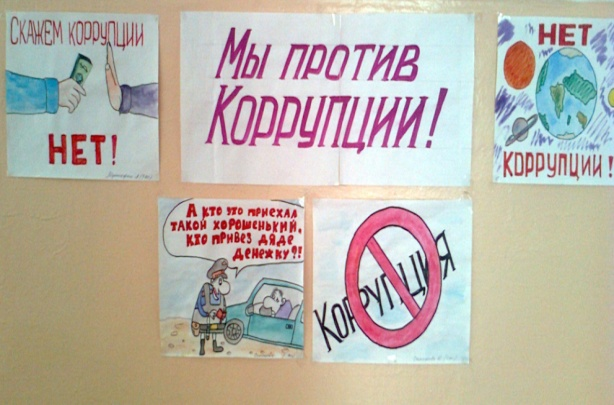 СКАЖЕМ КОРРУПЦИИ
НЕТ!
МЫ ПРОТИВ
КОРРУПЦИИ!
НЕТ
КОРРУПЦИИ!
А КТО ЭТО ПРИЕХАЛ
ТАКОЙ ХОРОШЕНЬКИЙ,
КТО ПРИВЕЗ ДЯДЕ
ДЕНЕЖКУ?!
КОРРУПЦИЯ